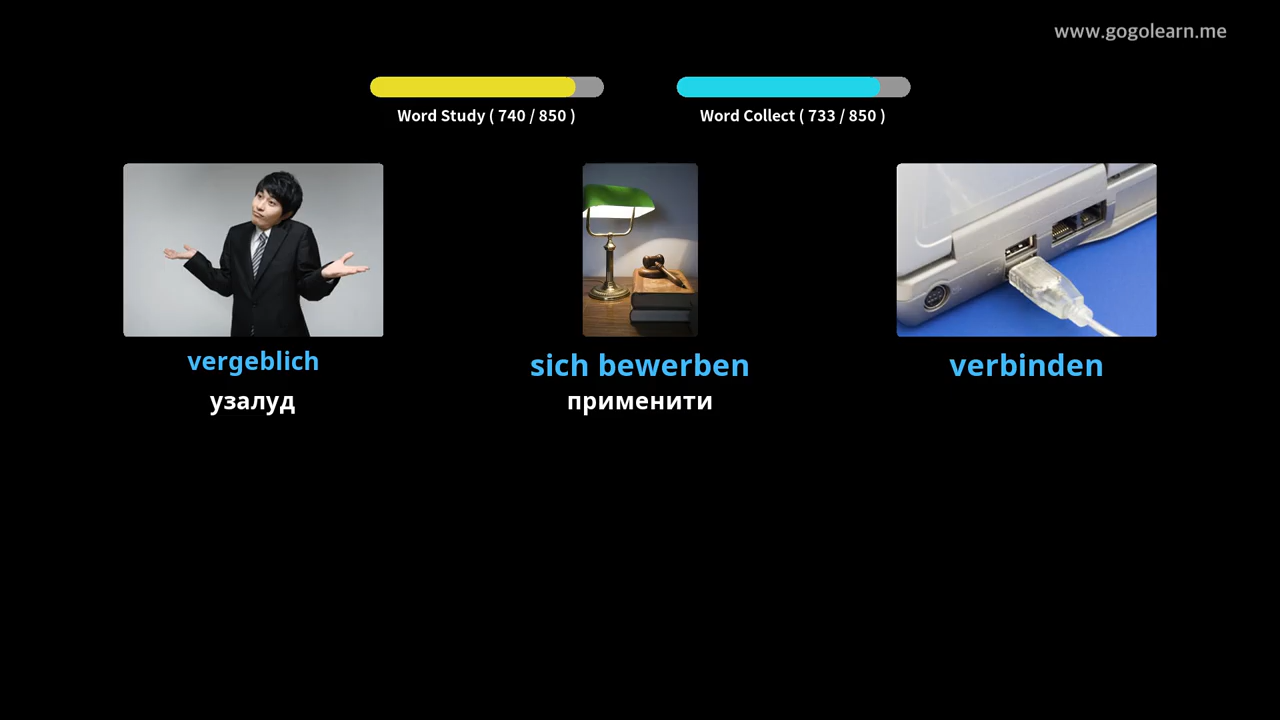 www.gogolearn.me
Word Study ( 740 / 850 )
Word Collect ( 733 / 850 )
vergeblich
узалуд
sich bewerben
применити
verbinden